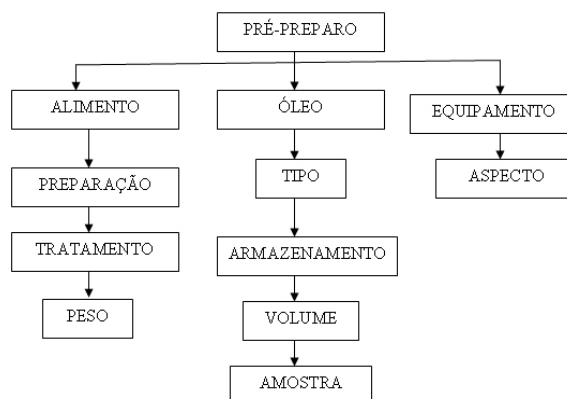 PRÉ-PREPARO
ALIMENTO
ÓLEO
EQUIPAMENTO
PREPARAÇÃO
TIPO
ASPECTO
TRATAMENTO
ARMAZENAMENTO
PESO
VOLUME
AMOSTRA